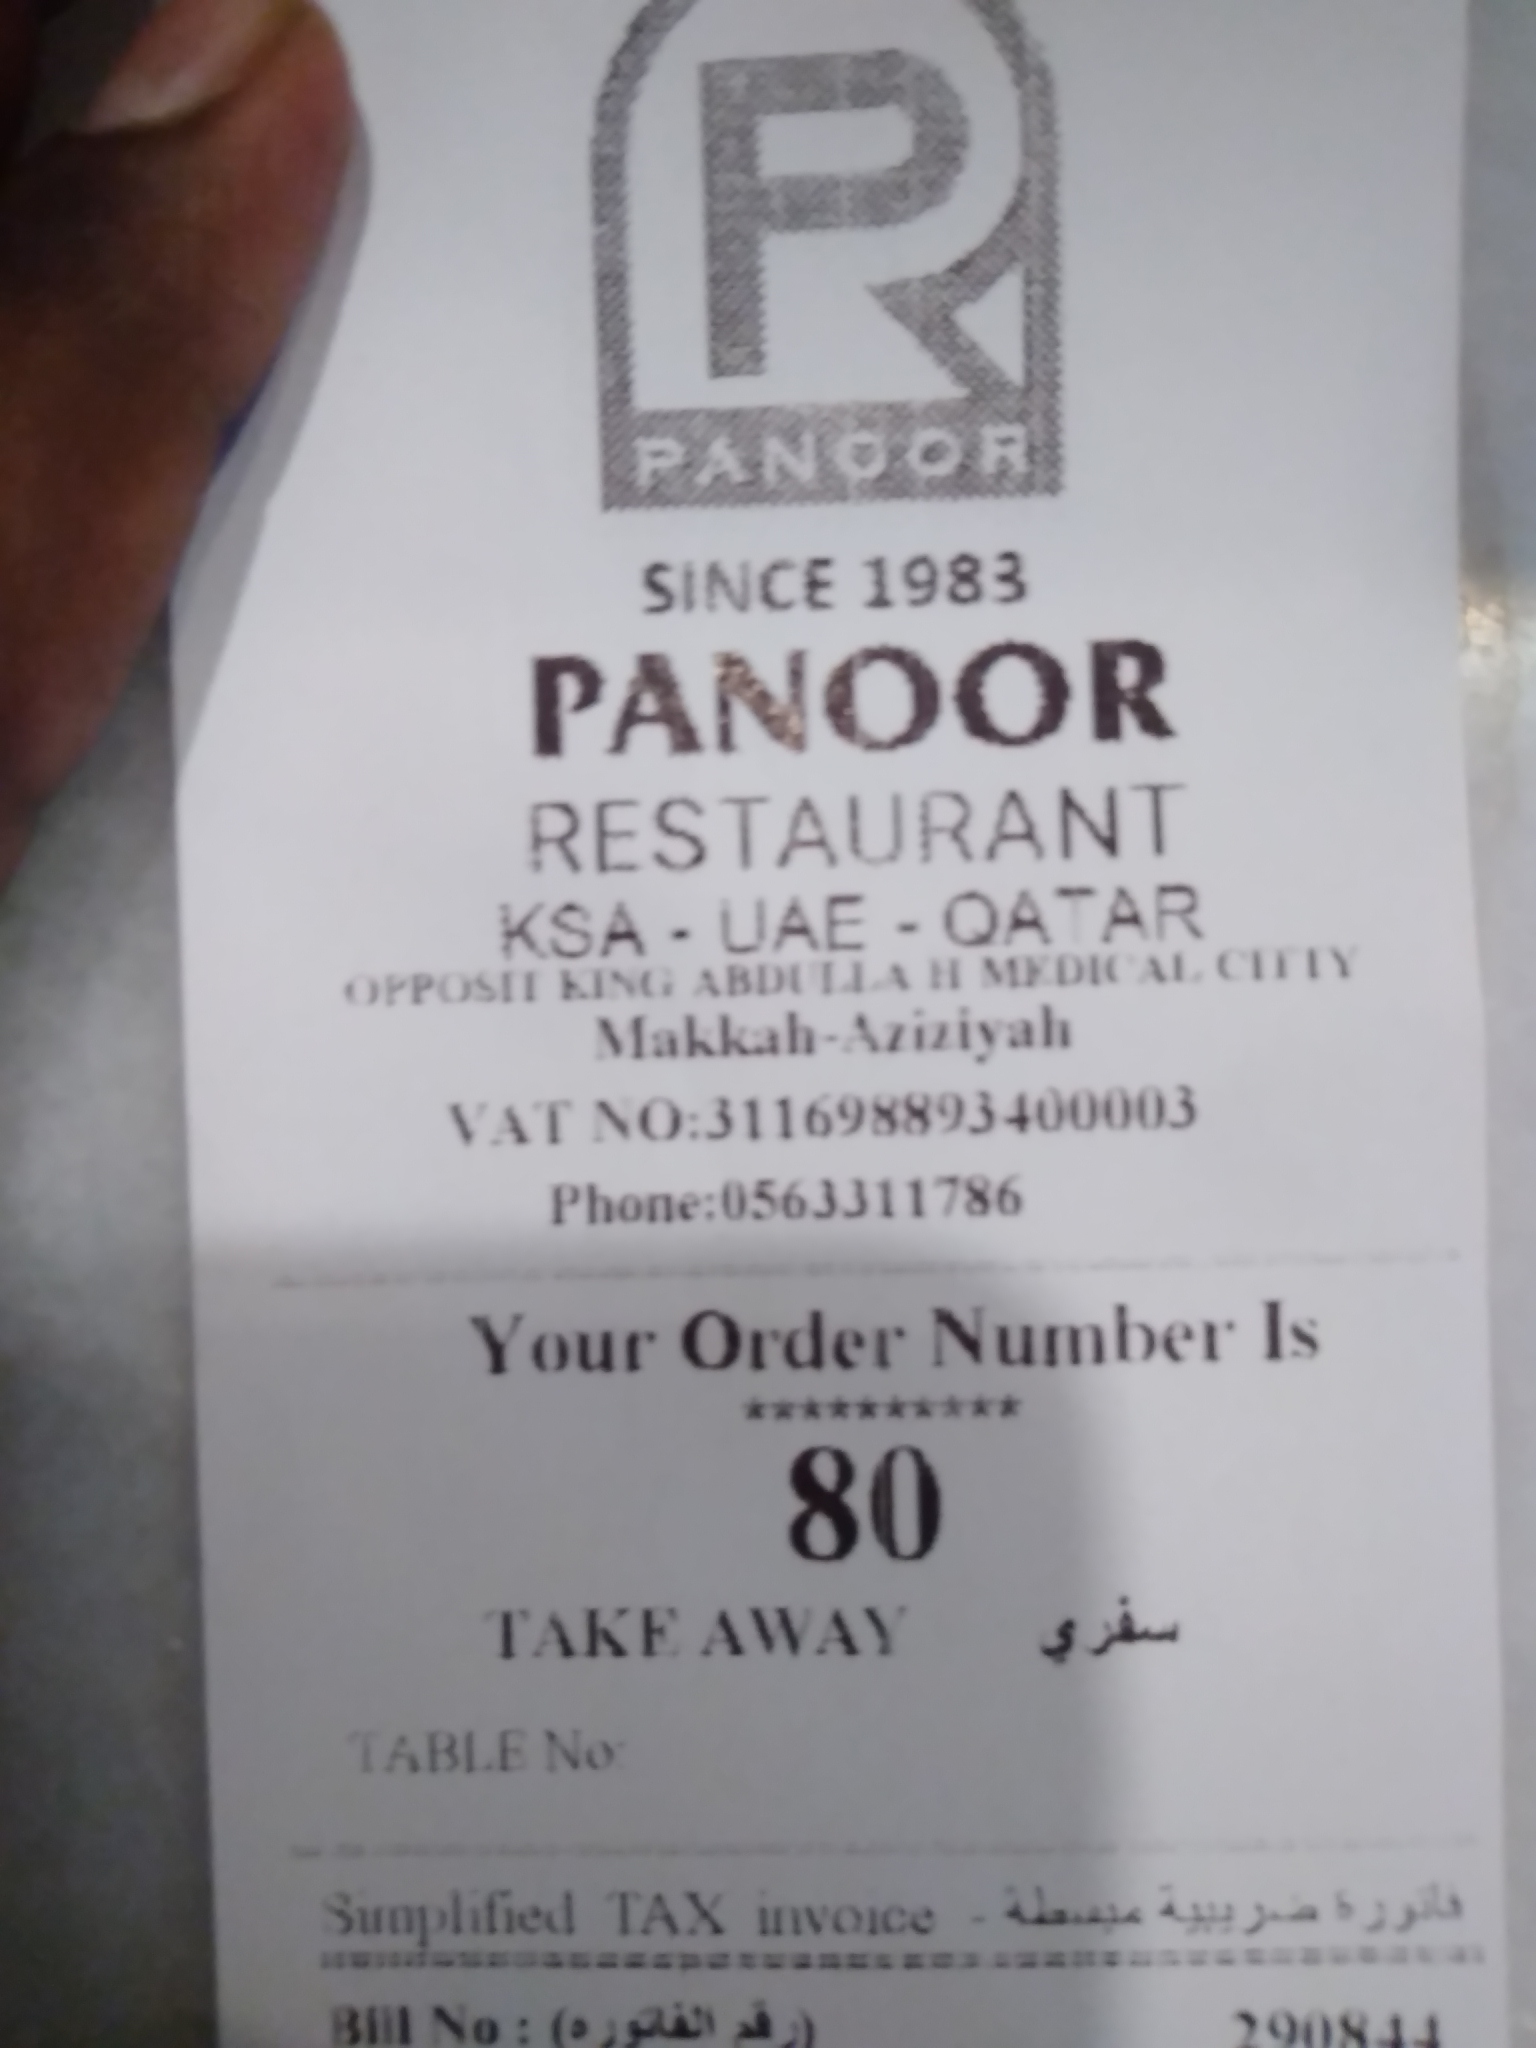 PANOOR
SINCE 1983
PANOOR
RESTAURANT
KSA - UAE - QATAR
OPPOSIT KING ABDULLA H MEDICAL CITTY
Makkah-Aziziyah
VAT NO:311698893400003
Phone:0563311786
Your Order Number Is
**********
80
TAKE AWAY سفري
TABLE No:
Simplified TAX invoice - فاتورة ضريبية مبسطة
Bill No : (رقم الفاتوره) 290844